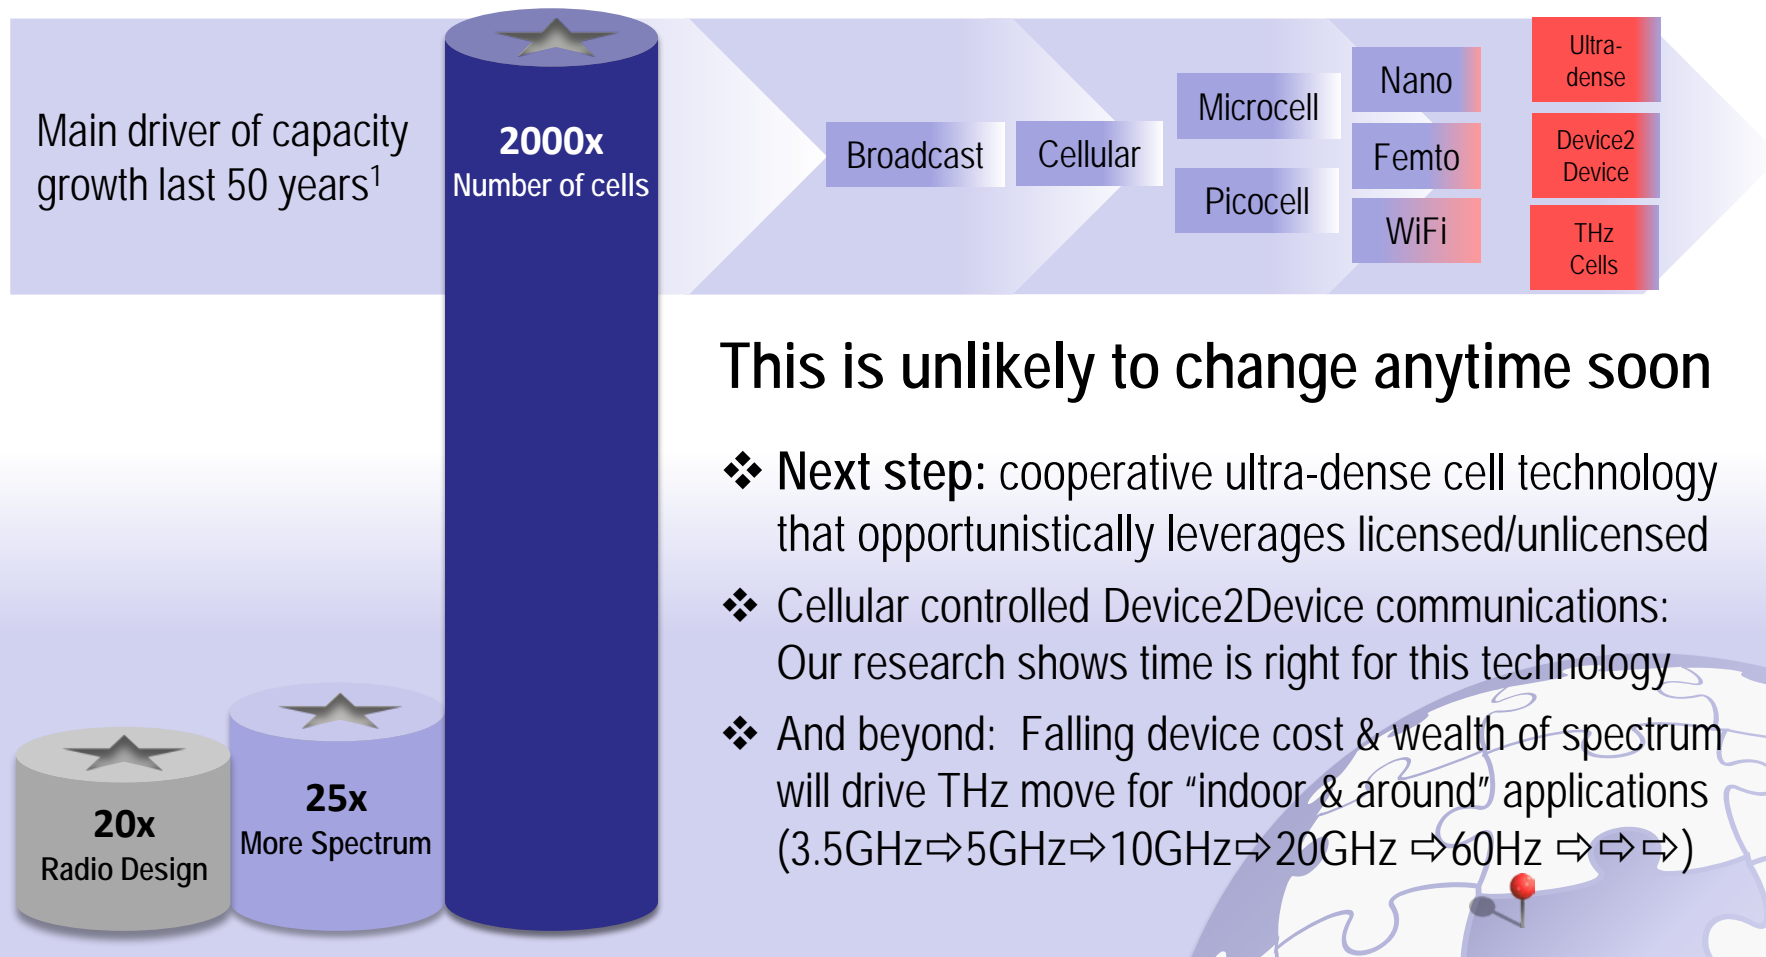 Main driver of capacity
growth last 50 years1
2000x
Number of cells
Broadcast
Cellular
Microcell
Picocell
Nano
Femto
WiFi
Ultra-
dense
Device2
Device
THz
Cells
This is unlikely to change anytime soon
❖ Next step: cooperative ultra-dense cell technology
that opportunistically leverages licensed/unlicensed
❖ Cellular controlled Device2Device communications:
Our research shows time is right for this technology
❖ And beyond: Falling device cost & wealth of spectrum
will drive THz move for “indoor & around” applications
(3.5GHz⇨5GHz⇨10GHz⇨20GHz ⇨60Hz ⇨⇨⇨)
20x
Radio Design
25x
More Spectrum